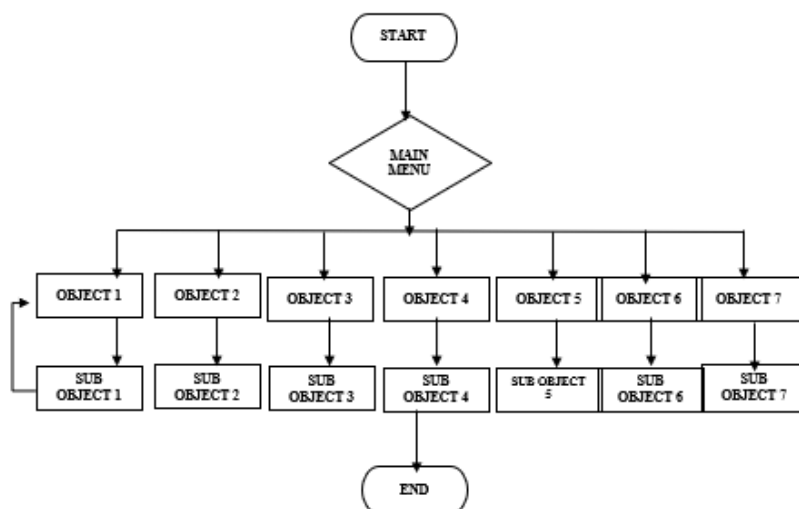 START
MAIN
MENU
OBJECT 1
OBJECT 2
OBJECT 3
OBJECT 4
OBJECT 5
OBJECT 6
OBJECT 7
SUB
OBJECT 1
SUB
OBJECT 2
SUB
OBJECT 3
SUB
OBJECT 4
SUB OBJECT
5
SUB
OBJECT 6
SUB
OBJECT 7
END